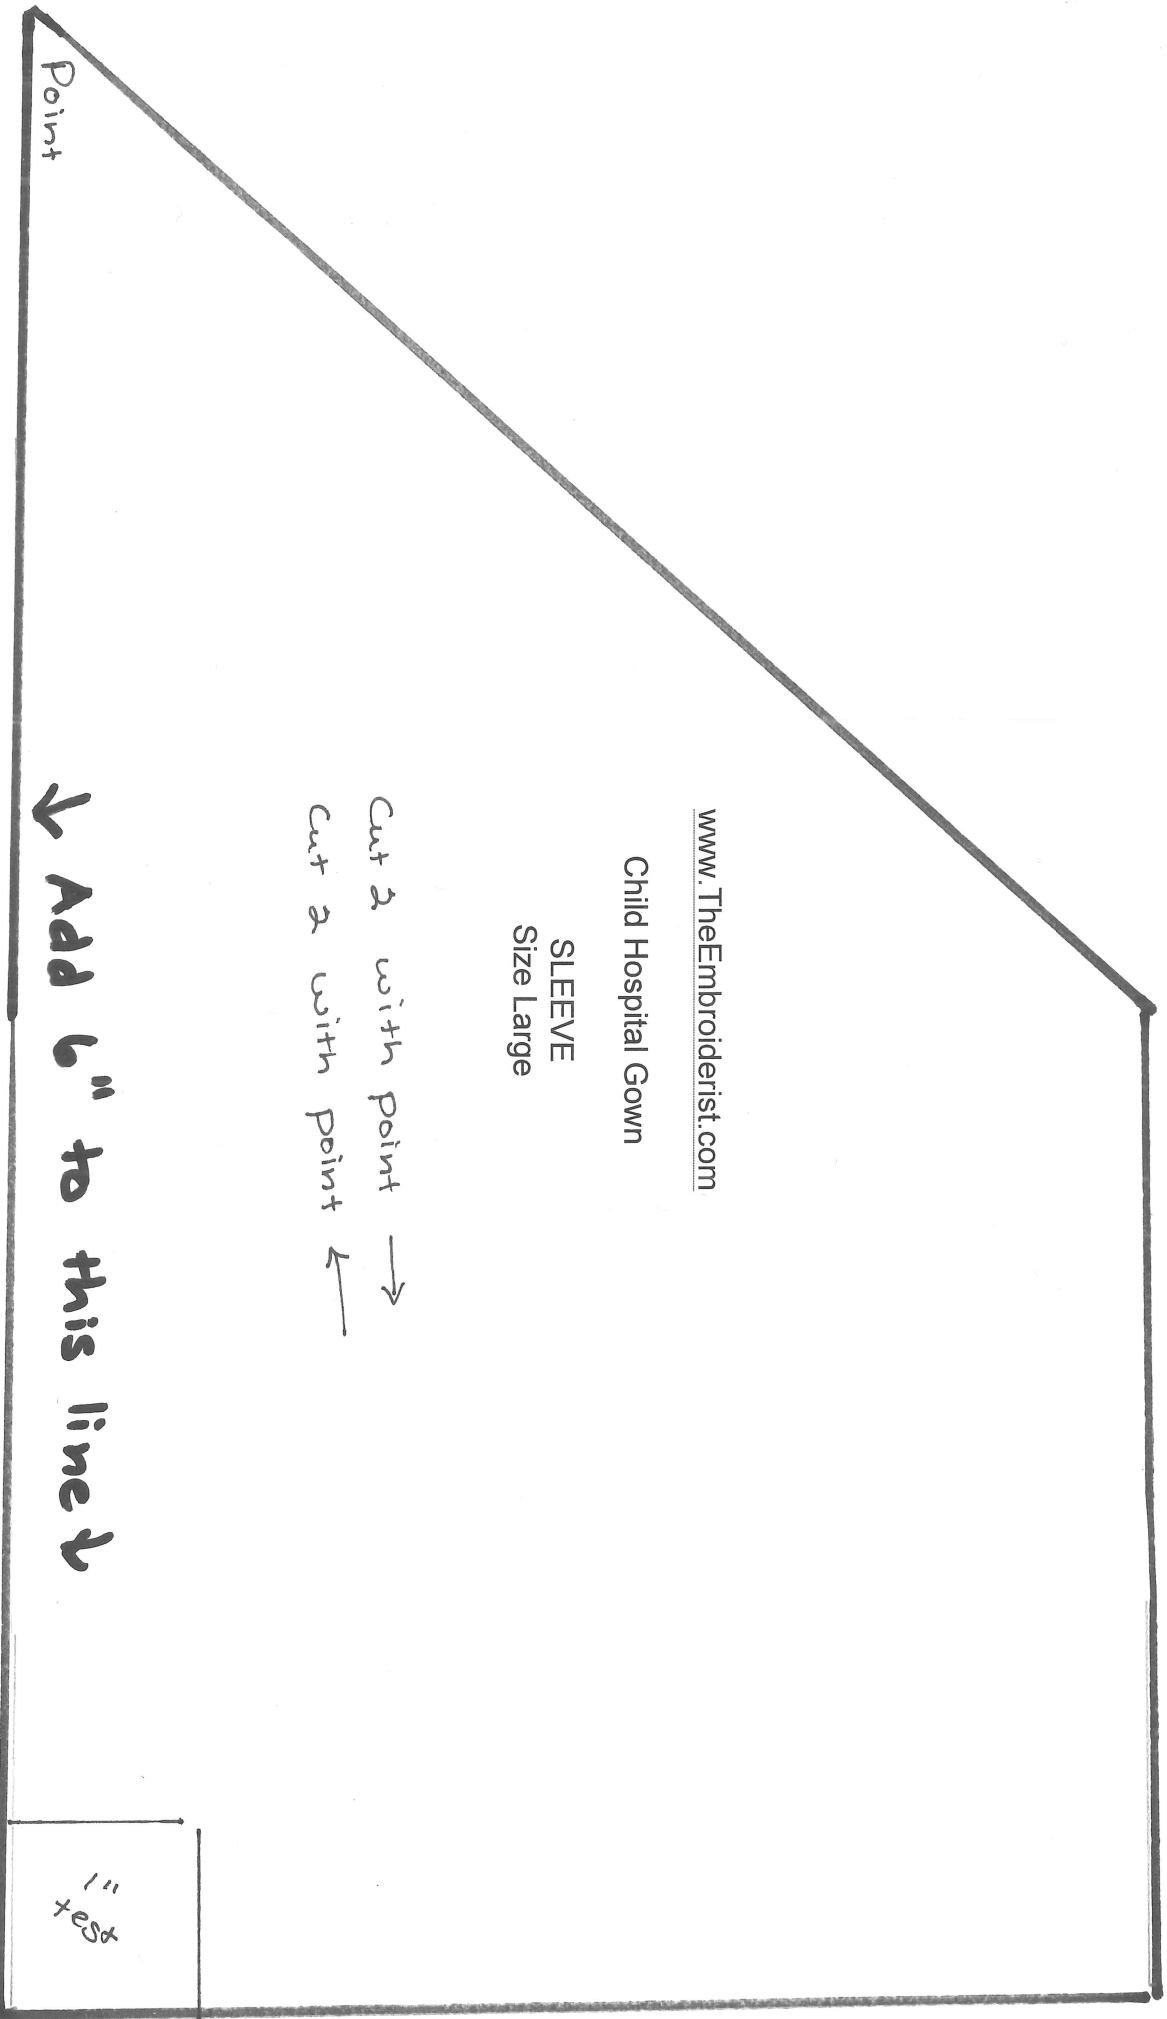 www.TheEmbroiderist.com
Child Hospital Gown
SLEEVE
Size Large
Cut 2 with point →
Cut 2 with point ←
Point
↓ Add 6" to this line ↓
1"
test